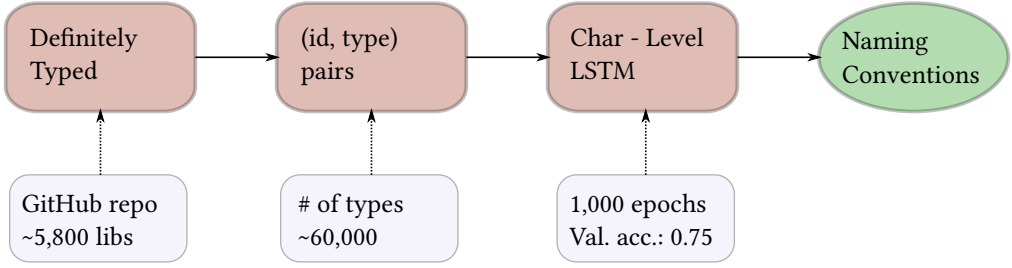 Definitely
Typed
(id, type)
pairs
Char - Level
LSTM
Naming
Conventions
GitHub repo
~5,800 libs
# of types
~60,000
1,000 epochs
Val. acc.: 0.75